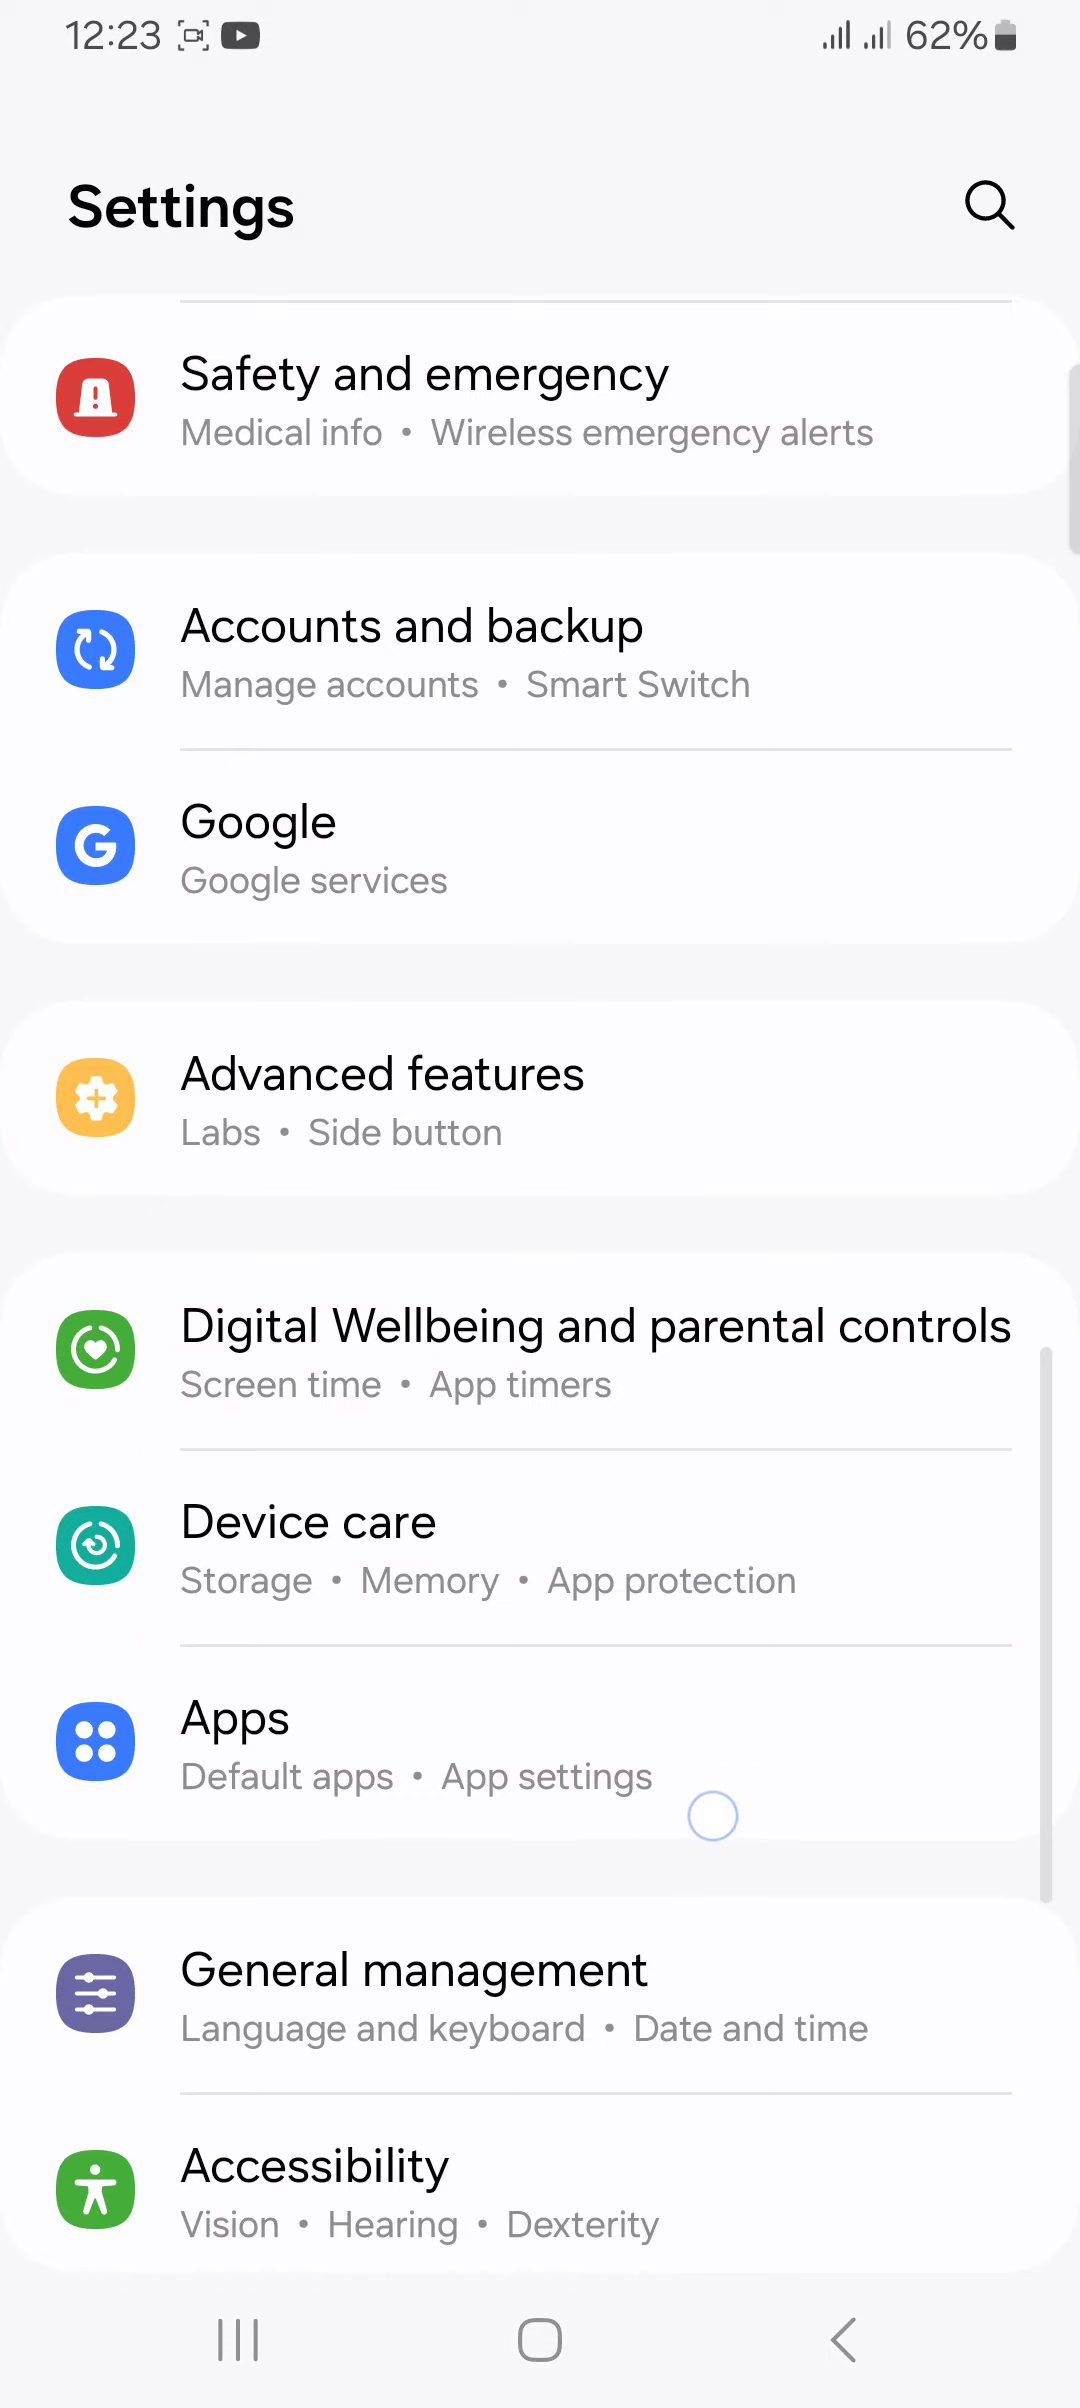 12:23 62%
Settings
Safety and emergency
Medical info • Wireless emergency alerts
Accounts and backup
Manage accounts • Smart Switch
Google
Google services
Advanced features
Labs • Side button
Digital Wellbeing and parental controls
Screen time • App timers
Device care
Storage • Memory • App protection
Apps
Default apps • App settings
General management
Language and keyboard • Date and time
Accessibility
Vision • Hearing • Dexterity